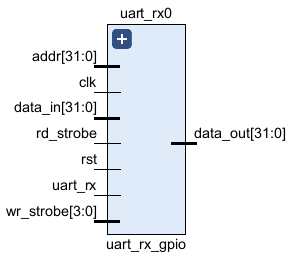 uart_rx0
addr[31:0]
clk
data_in[31:0]
rd_strobe
data_out[31:0]
rst
uart_rx
wr_strobe[3:0]
uart_rx_gpio